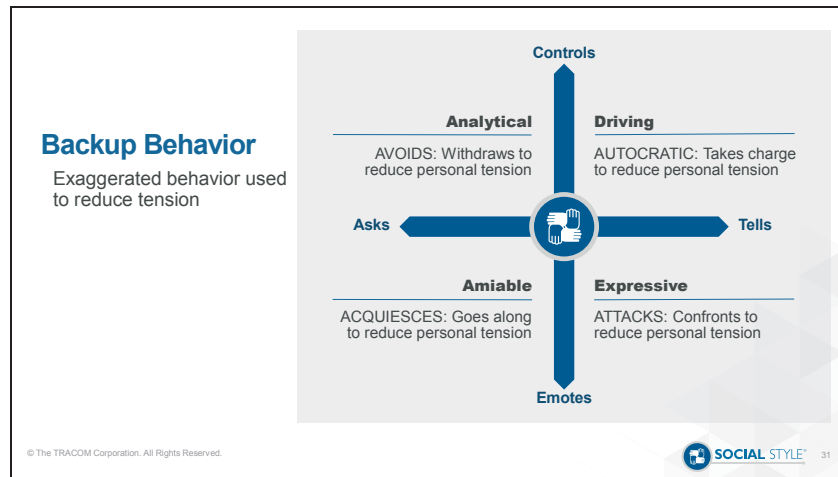 Controls
Backup Behavior
Exaggerated behavior used
to reduce tension
Analytical
AVOIDS: Withdraws to
reduce personal tension
Driving
AUTOCRATIC: Takes charge
to reduce personal tension
Asks
Tells
Amiable
ACQUIESCES: Goes along
to reduce personal tension
Expressive
ATTACKS: Confronts to
reduce personal tension
Emotes
© The TRACOM Corporation. All Rights Reserved.
SOCIAL STYLE®
31